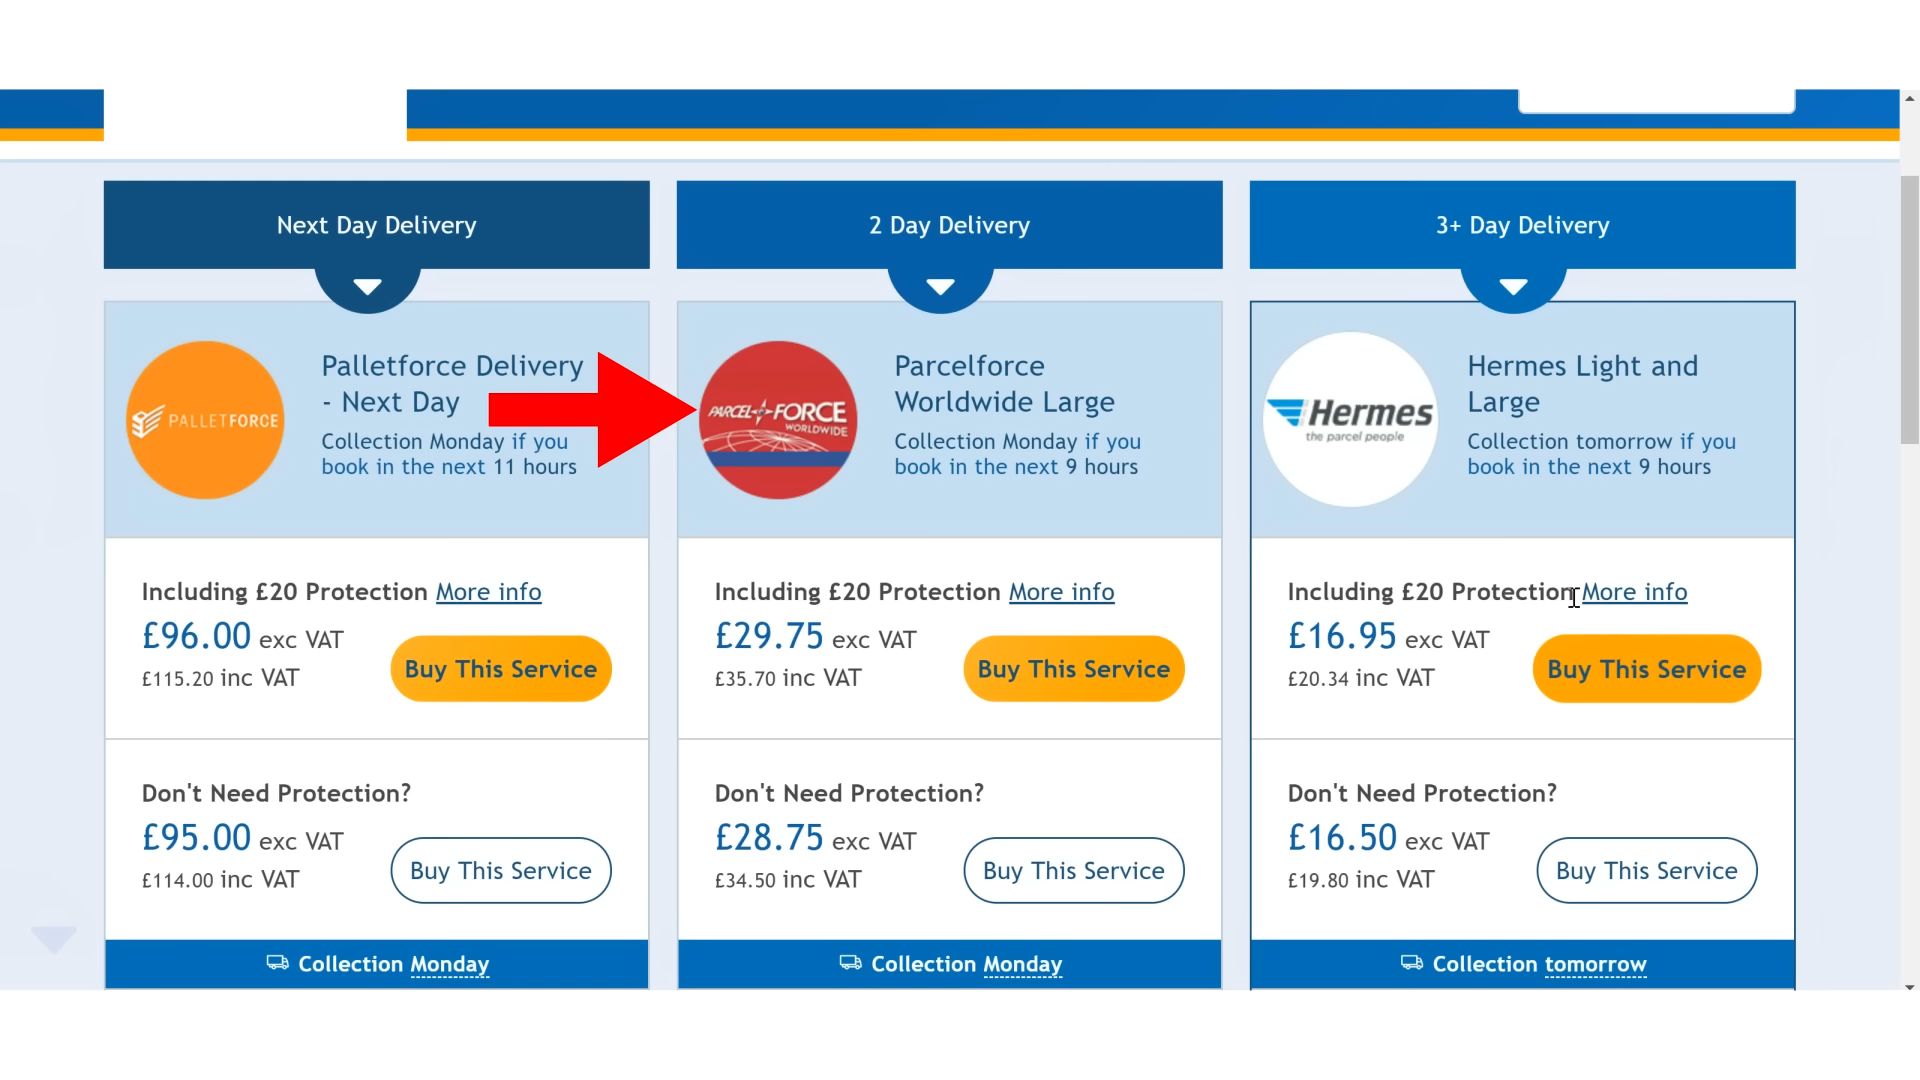 Next Day Delivery
PALLETFORCE
Palletforce Delivery
- Next Day
Collection Monday if you
book in the next 11 hours
Including £20 Protection More info
£96.00 exc VAT
£115.20 inc VAT
Buy This Service
Don't Need Protection?
£95.00 exc VAT
£114.00 inc VAT
Buy This Service
Collection Monday
2 Day Delivery
PARCELFORCE
WORLDWIDE
Parcelforce
Worldwide Large
Collection Monday if you
book in the next 9 hours
Including £20 Protection More info
£29.75 exc VAT
£35.70 inc VAT
Buy This Service
Don't Need Protection?
£28.75 exc VAT
£34.50 inc VAT
Buy This Service
Collection Monday
3+ Day Delivery
Hermes
the parcel people
Hermes Light and
Large
Collection tomorrow if you
book in the next 9 hours
Including £20 Protection More info
£16.95 exc VAT
£20.34 inc VAT
Buy This Service
Don't Need Protection?
£16.50 exc VAT
£19.80 inc VAT
Buy This Service
Collection tomorrow